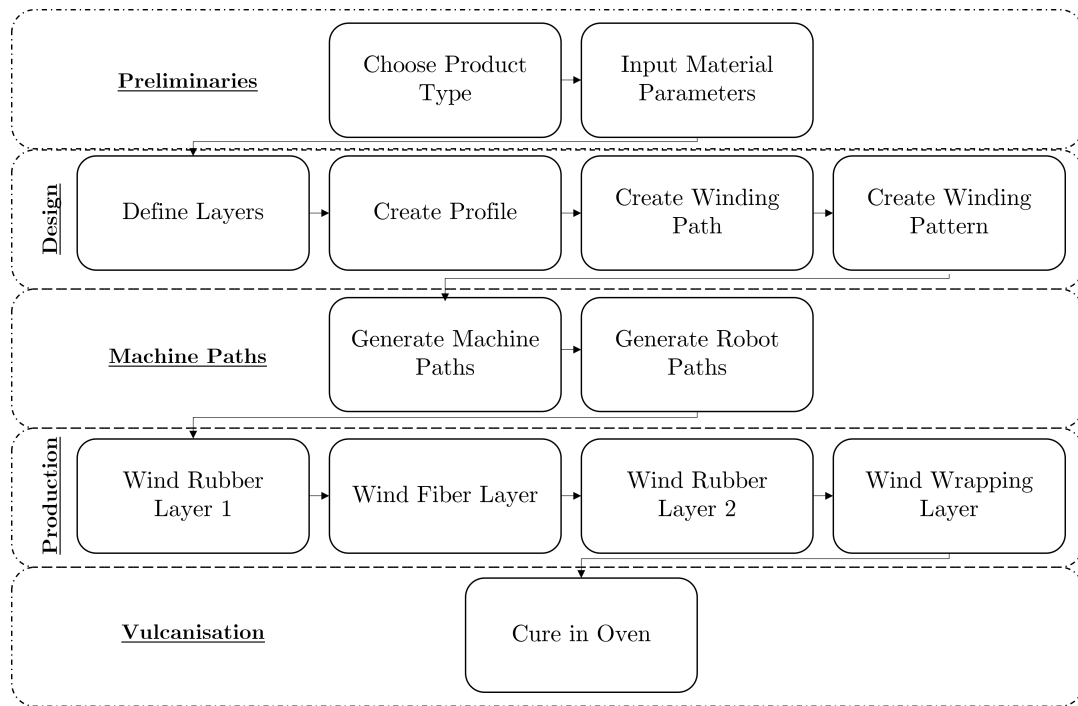 Preliminaries
Choose Product
Type
Input Material
Parameters
Design
Define Layers
Create Profile
Create Winding
Path
Create Winding
Pattern
Machine Paths
Generate Machine
Paths
Generate Robot
Paths
Production
Wind Rubber
Layer 1
Wind Fiber Layer
Wind Rubber
Layer 2
Wind Wrapping
Layer
Vulcanisation
Cure in Oven